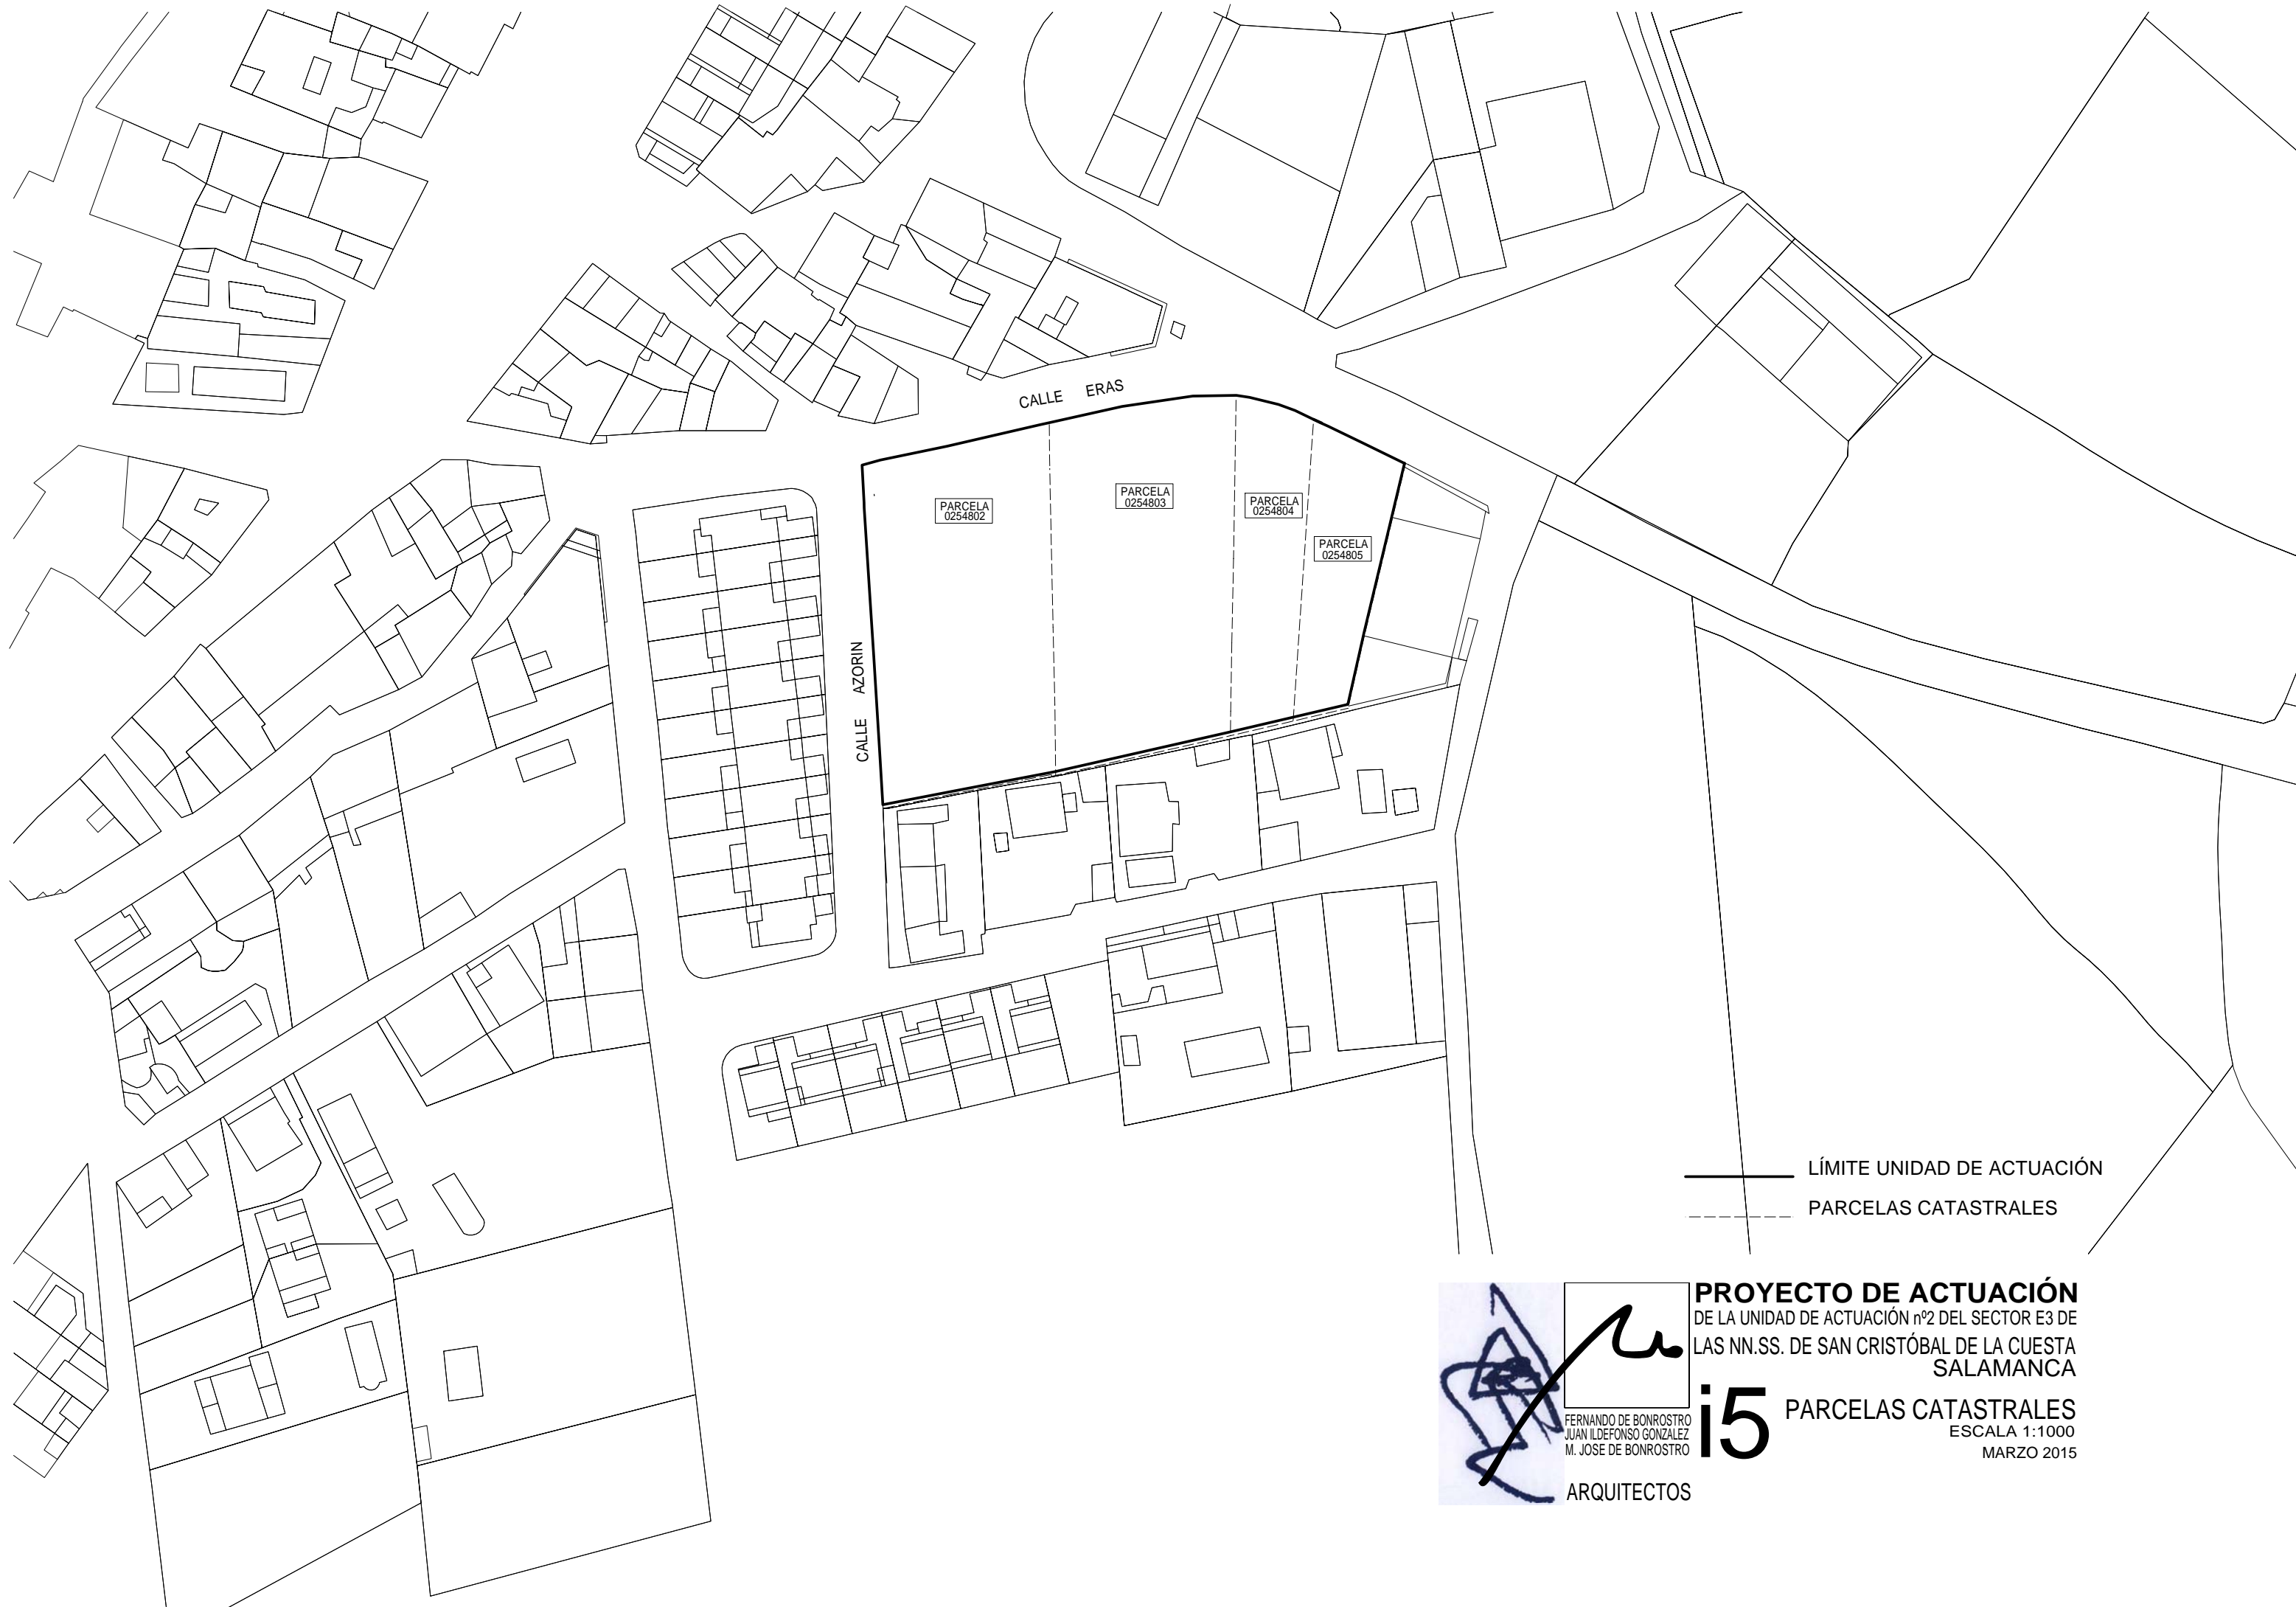 CALLE ERAS
PARCELA
0254802
PARCELA
0254803
PARCELA
0254804
PARCELA
0254805
CALLE AZORIN
LÍMITE UNIDAD DE ACTUACIÓN
PARCELAS CATASTRALES
PROYECTO DE ACTUACIÓN
DE LA UNIDAD DE ACTUACIÓN nº2 DEL SECTOR E3 DE
LAS NN.SS. DE SAN CRISTÓBAL DE LA CUESTA
SALAMANCA
FERNANDO DE BONROSTRO
JUAN ILDEFONSO GONZALEZ
M. JOSE DE BONROSTRO
ARQUITECTOS
i5
PARCELAS CATASTRALES
ESCALA 1:1000
MARZO 2015